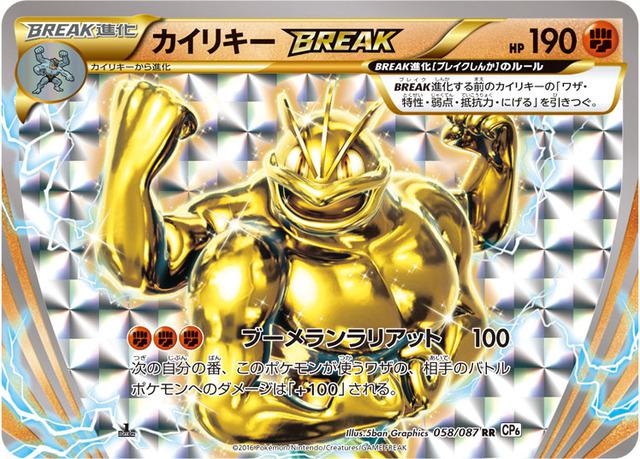 BREAK進化
カイリキーから進化
カイリキー BREAK
HP 190
BREAK進化【ブレイクしんか】のルール
BREAK進化する前のカイリキーの「ワザ・
特性・弱点・抵抗力・にげる」を引きつぐ。
ブーメランラリアット 100
次の自分の番、このポケモンが使うワザの、相手のバトル
ポケモンへのダメージは「+100」される。
Illus.5ban Graphics 058/087 RR CP6
©2016 Pokémon/Nintendo/Creatures/GAME FREAK